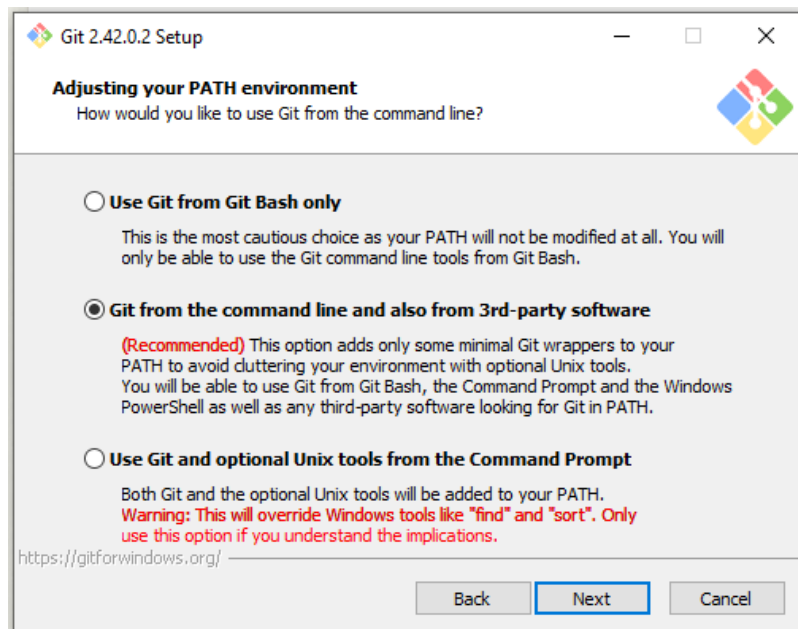 Git 2.42.0.2 Setup
Adjusting your PATH environment
How would you like to use Git from the command line?
Use Git from Git Bash only
This is the most cautious choice as your PATH will not be modified at all. You will
only be able to use the Git command line tools from Git Bash.
Git from the command line and also from 3rd-party software
(Recommended) This option adds only some minimal Git wrappers to your
PATH to avoid cluttering your environment with optional Unix tools.
You will be able to use Git from Git Bash, the Command Prompt and the Windows
PowerShell as well as any third-party software looking for Git in PATH.
Use Git and optional Unix tools from the Command Prompt
Both Git and the optional Unix tools will be added to your PATH.
Warning: This will override Windows tools like "find" and "sort". Only
use this option if you understand the implications.
https://gitforwindows.org/
Back Next Cancel